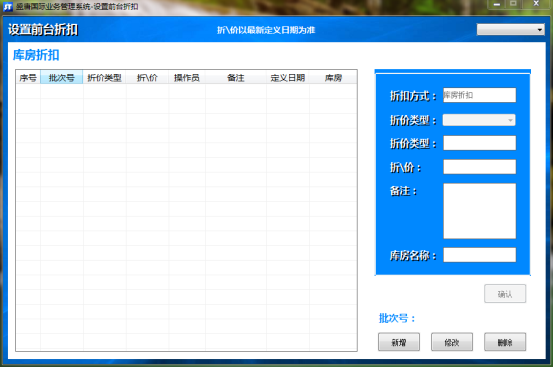 盛唐国际业务管理系统-设置前台折扣
设置前台折扣
折\价以最新定义日期为准
库房折扣
序号 批次号 折价类型 折\价 操作员 备注 定义日期 库房
折扣方式： 库房折扣
折价类型：
折价类型：
折\价：
备注：
库房名称：
确认
批次号：
新增 修改 删除